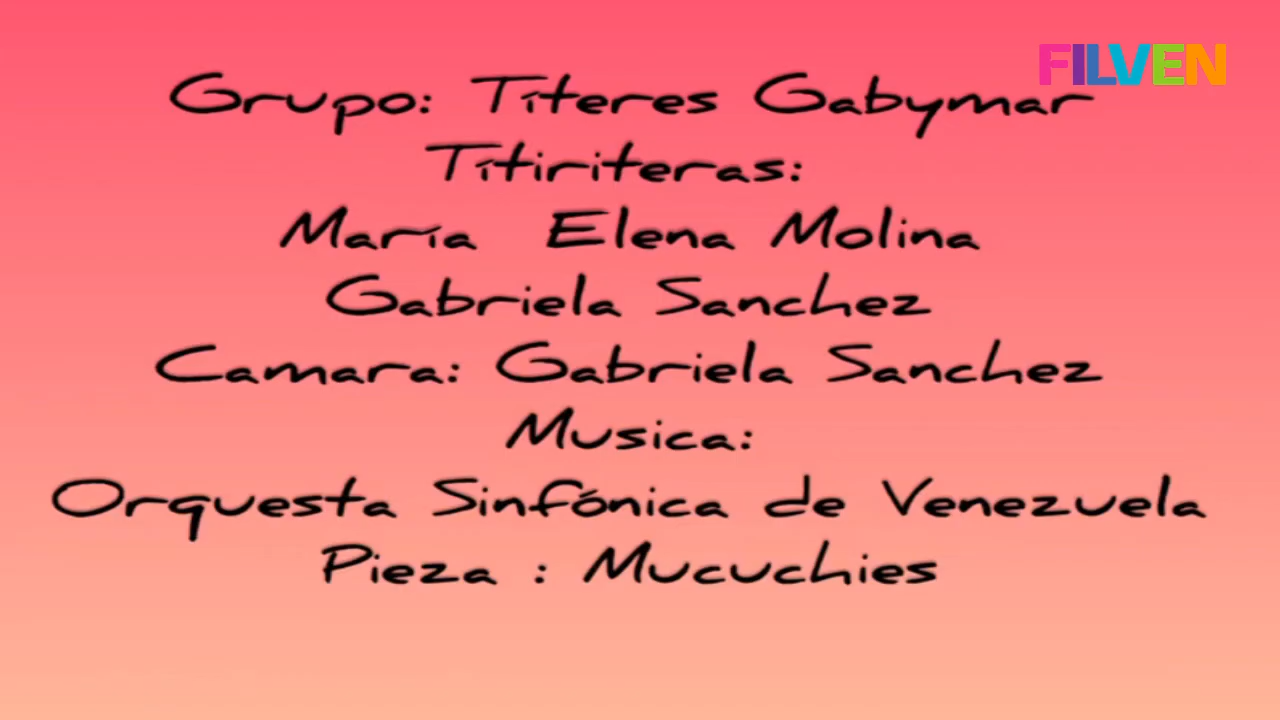 FILVEN
Grupo: Títeres Gabymar
Títiriteras:
María Elena Molina
Gabriela Sanchez
Camara: Gabriela Sanchez
Musica:
Orquesta Sinfónica de Venezuela
Pieza : Mucuchies